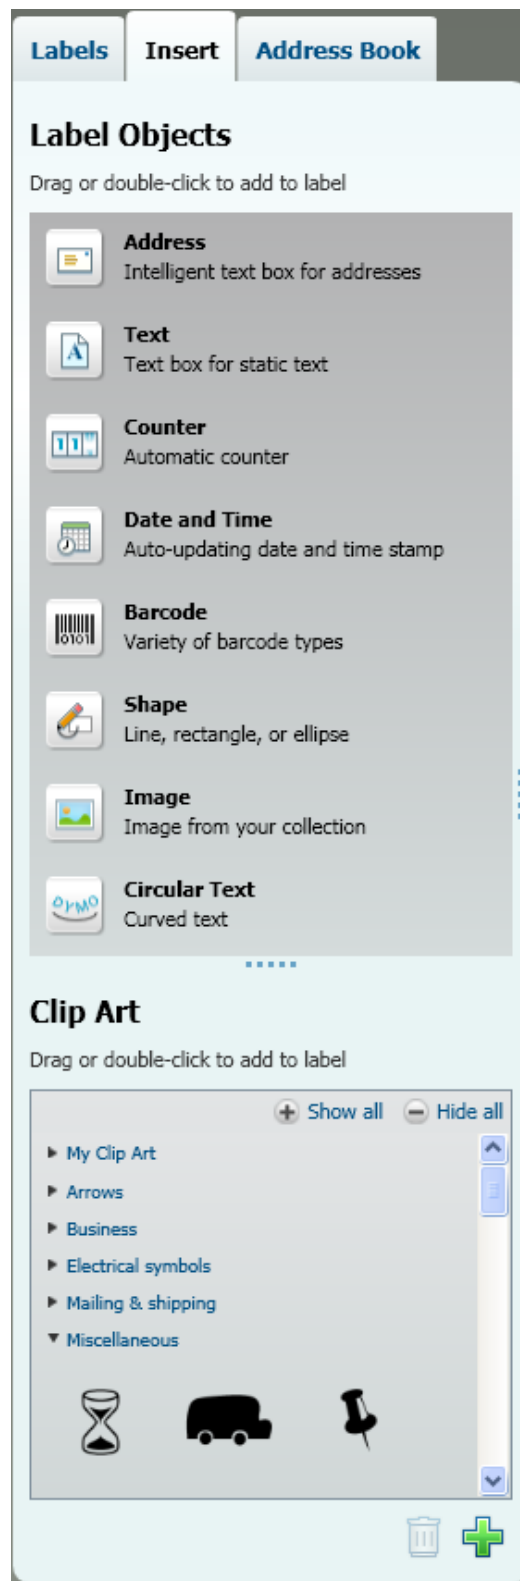 Labels Insert Address Book
Label Objects
Drag or double-click to add to label
Address
Intelligent text box for addresses
Text
Text box for static text
Counter
Automatic counter
Date and Time
Auto-updating date and time stamp
Barcode
Variety of barcode types
Shape
Line, rectangle, or ellipse
Image
Image from your collection
Circular Text
Curved text
Clip Art
Drag or double-click to add to label
Show all Hide all
My Clip Art
Arrows
Business
Electrical symbols
Mailing & shipping
Miscellaneous